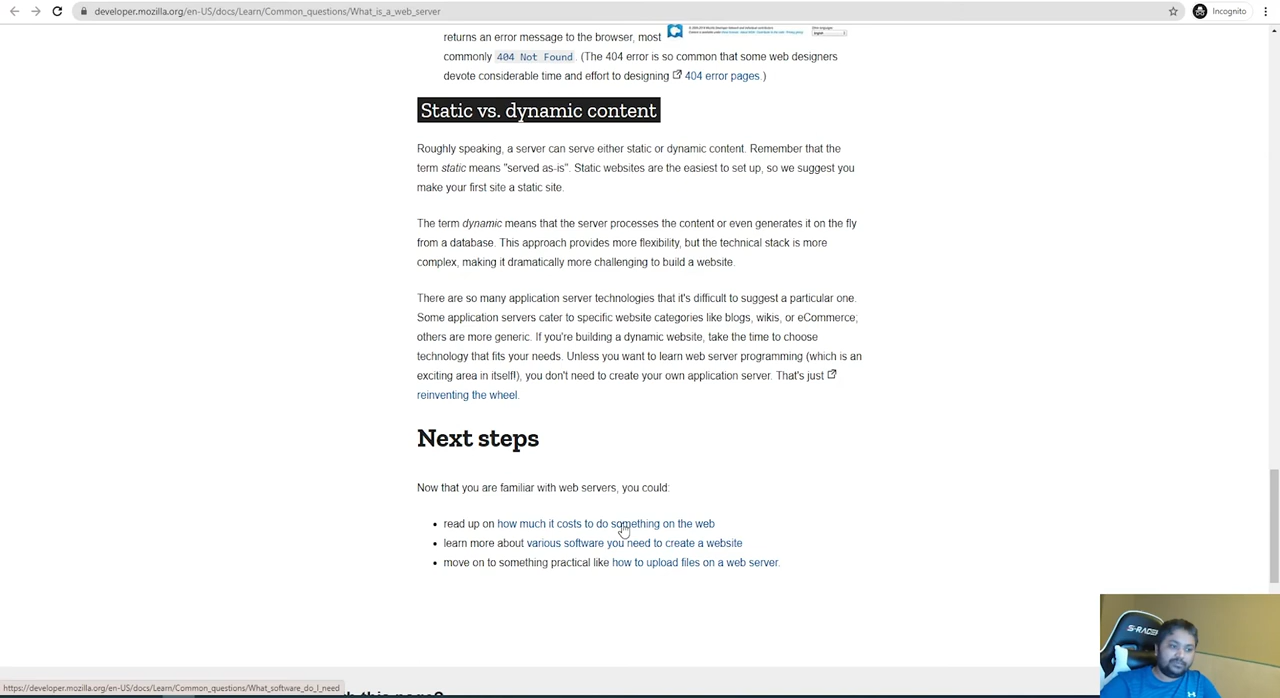 developer.mozilla.org/en-US/docs/Learn/Common_questions/What_is_a_web_server
Incognito
returns an error message to the browser, most
commonly 404 Not Found. (The 404 error is so common that some web designers
devote considerable time and effort to designing 404 error pages.)
Static vs. dynamic content
Roughly speaking, a server can serve either static or dynamic content. Remember that the
term static means "served as-is". Static websites are the easiest to set up, so we suggest you
make your first site a static site.
The term dynamic means that the server processes the content or even generates it on the fly
from a database. This approach provides more flexibility, but the technical stack is more
complex, making it dramatically more challenging to build a website.
There are so many application server technologies that it's difficult to suggest a particular one.
Some application servers cater to specific website categories like blogs, wikis, or eCommerce;
others are more generic. If you're building a dynamic website, take the time to choose
technology that fits your needs. Unless you want to learn web server programming (which is an
exciting area in itself!), you don't need to create your own application server. That's just
reinventing the wheel.
Next steps
Now that you are familiar with web servers, you could:
• read up on how much it costs to do something on the web
• learn more about various software you need to create a website
• move on to something practical like how to upload files on a web server.
S-RACER
https://developer.mozilla.org/en-US/docs/Learn/Common_questions/What_software_do_I_need
this page?